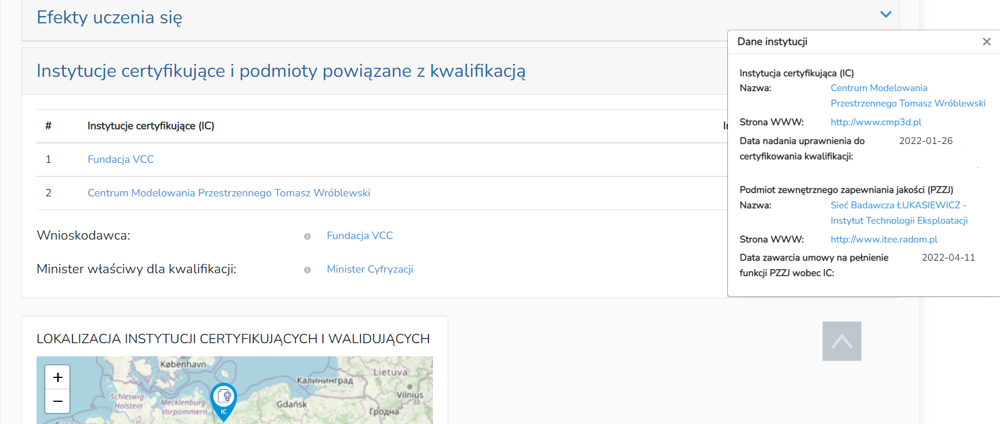 Efekty uczenia się
Instytucje certyfikujące i podmioty powiązane z kwalifikacją
# Instytucje certyfikujące (IC)
1 Fundacja VCC
2 Centrum Modelowania Przestrzennego Tomasz Wróblewski
Wnioskodawca: Fundacja VCC
Minister właściwy dla kwalifikacji: Minister Cyfryzacji
Dane instytucji
Instytucja certyfikująca (IC)
Nazwa: Centrum Modelowania
Przestrzennego Tomasz Wróblewski
Strona WWW: http://www.cmp3d.pl
Data nadania uprawnienia do 2022-01-26
certyfikowania kwalifikacji:
Podmiot zewnętrznego zapewniania jakości (PZZJ)
Nazwa: Sieć Badawcza ŁUKASIEWICZ -
Instytut Technologii Eksploatacji
Strona WWW: http://www.itee.radom.pl
Data zawarcia umowy na pełnienie 2022-04-11
funkcji PZZJ wobec IC:
LOKALIZACJA INSTYTUCJI CERTYFIKUJĄCYCH I WALIDUJĄCYCH
+
−
København
Калининград
Lietuva
Vilnius
Schleswig-
Holstein
Mecklenburg-
Vorpommern
IC
Gdańsk
Гродна